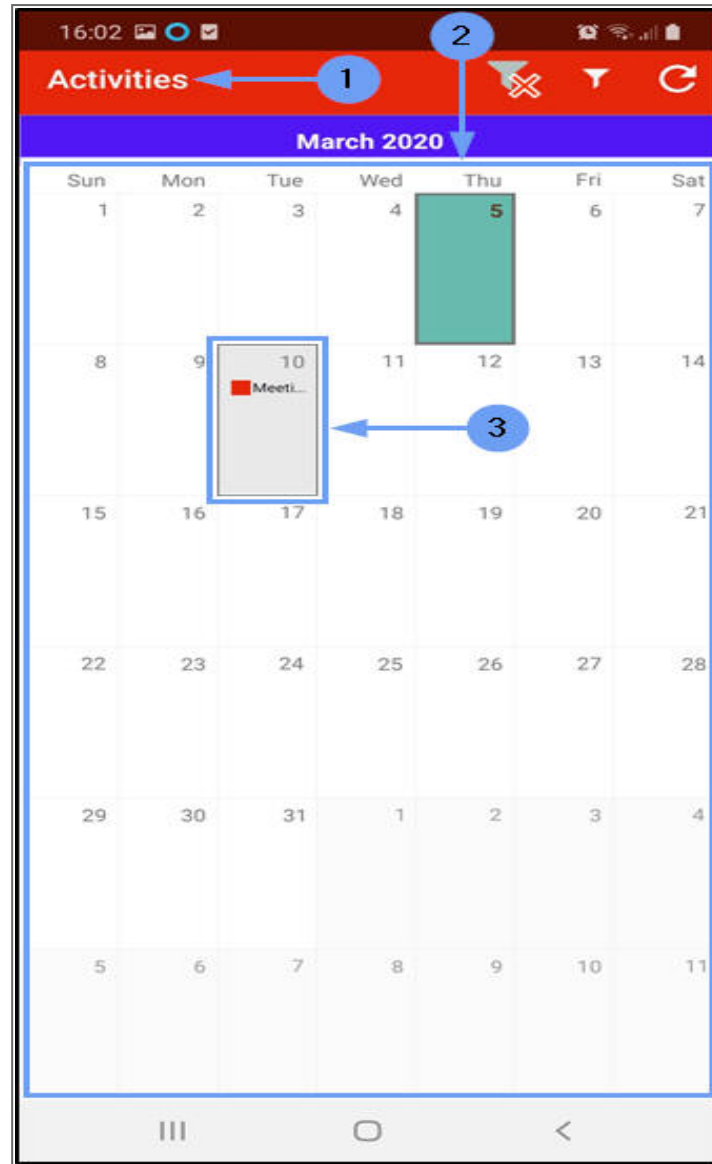 16:02
2
Activities
1
March 2020
Sun Mon Tue Wed Thu Fri Sat
1 2 3 4 5 6 7
8 9 10 11 12 13 14
Meeti...
3
15 16 17 18 19 20 21
22 23 24 25 26 27 28
29 30 31 1 2 3 4
5 6 7 8 9 10 11